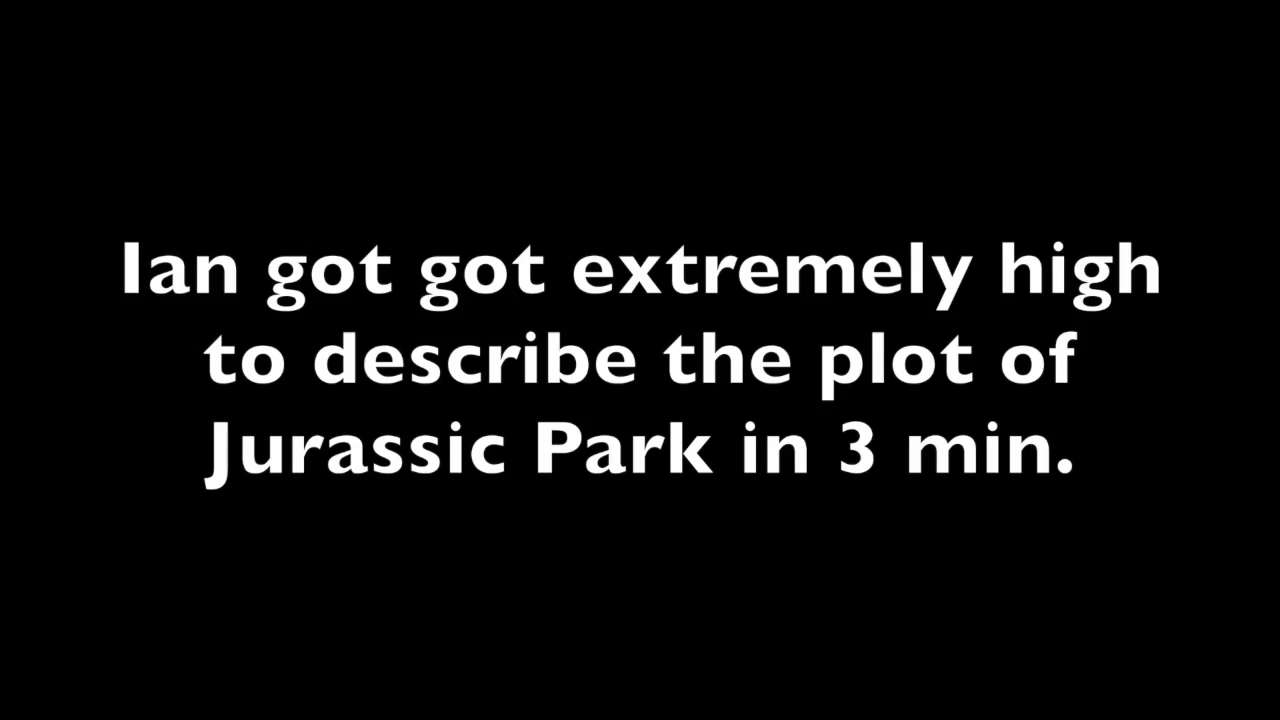 Ian got got extremely high
to describe the plot of
Jurassic Park in 3 min.